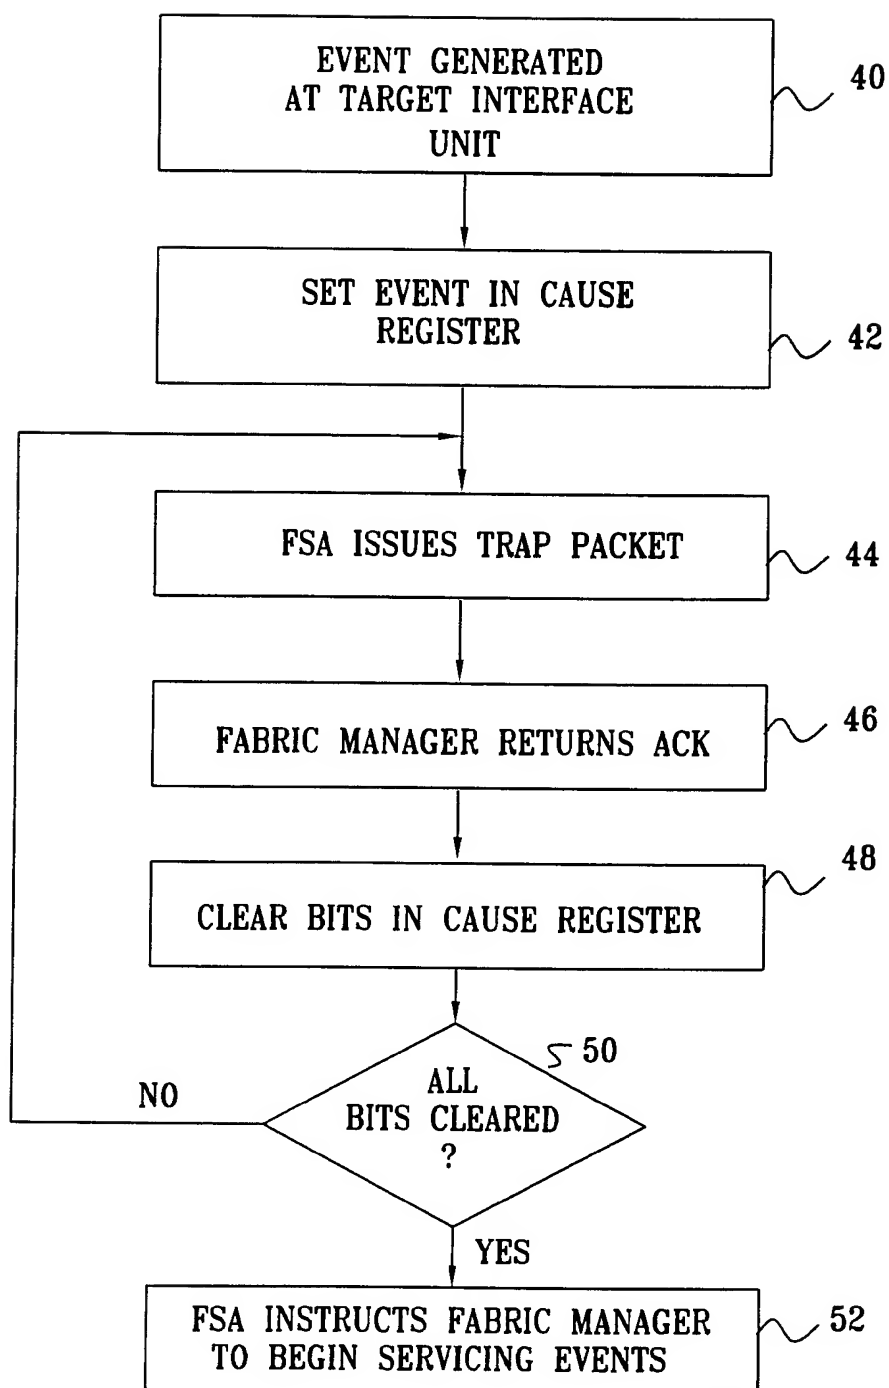 EVENT GENERATED
AT TARGET INTERFACE
UNIT
40
SET EVENT IN CAUSE
REGISTER
42
FSA ISSUES TRAP PACKET
44
FABRIC MANAGER RETURNS ACK
46
CLEAR BITS IN CAUSE REGISTER
48
ALL
BITS CLEARED
?
50
NO
YES
FSA INSTRUCTS FABRIC MANAGER
TO BEGIN SERVICING EVENTS
52